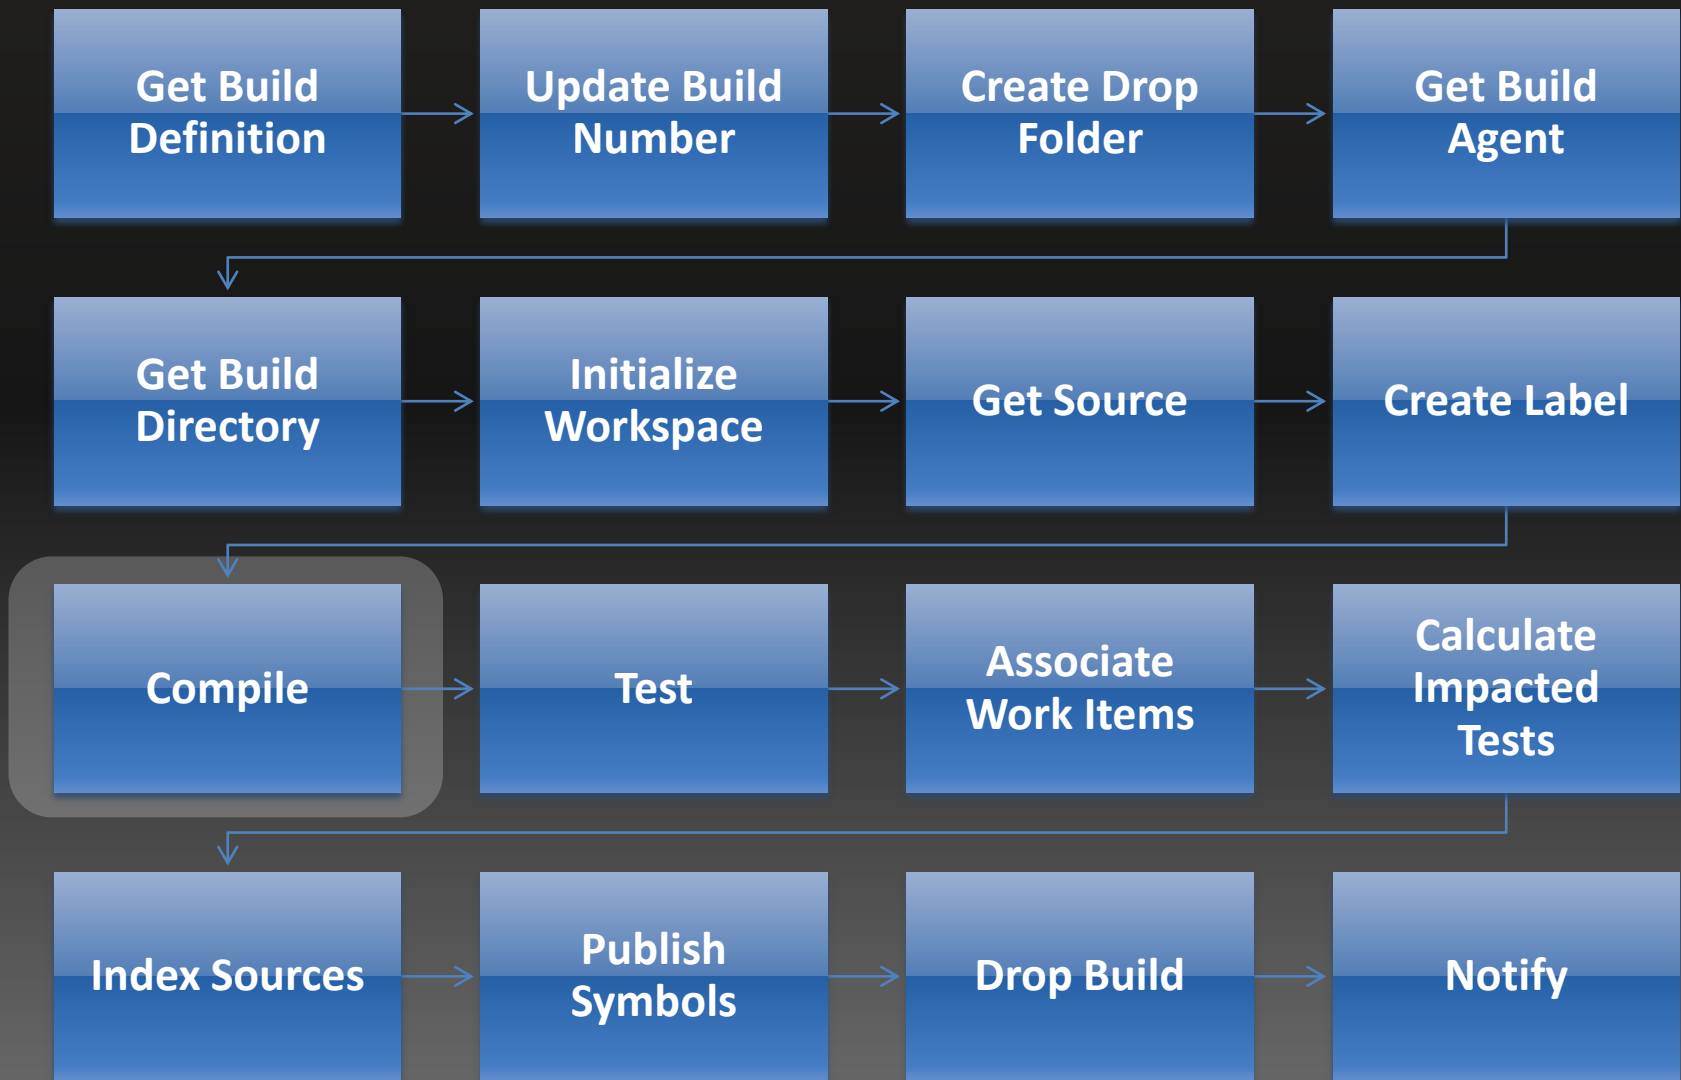 Get Build
Definition
Update Build
Number
Create Drop
Folder
Get Build
Agent
Get Build
Directory
Initialize
Workspace
Get Source
Create Label
Compile
Test
Associate
Work Items
Calculate
Impacted
Tests
Index Sources
Publish
Symbols
Drop Build
Notify